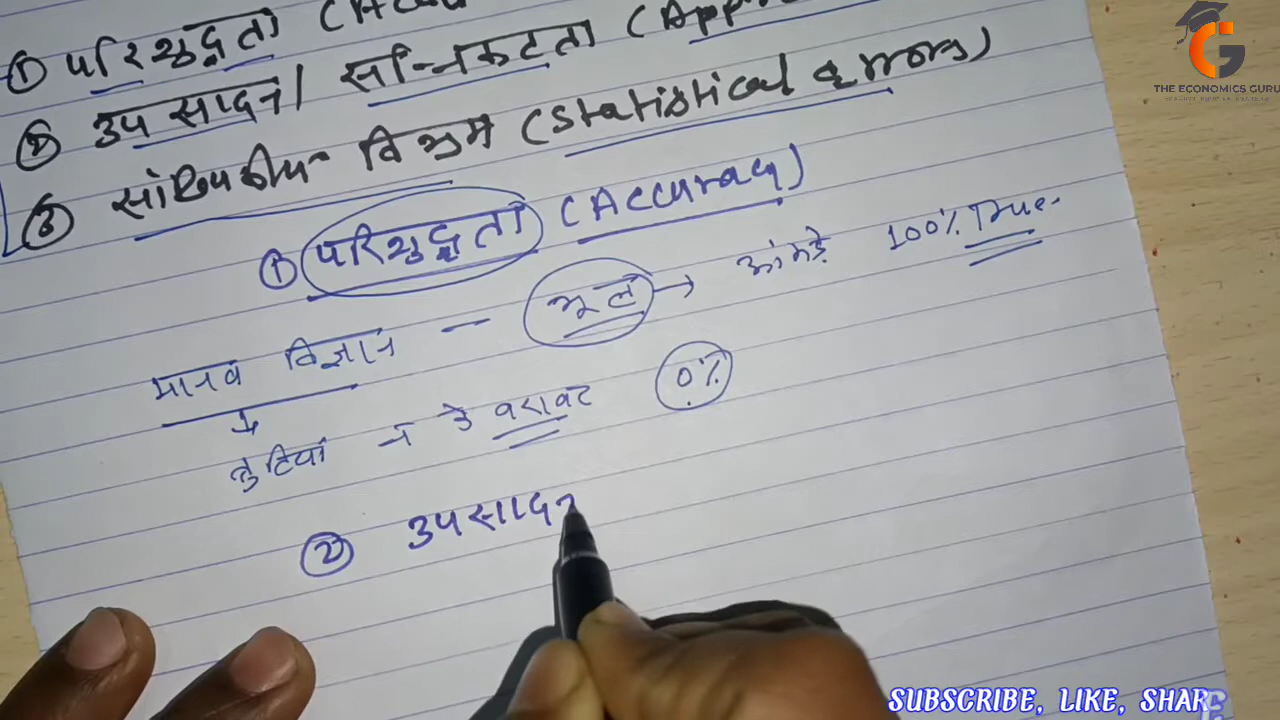 ① परिशुद्धता (Accu
② उपसादन/ सन्निकटता (App
③ सांख्यिकीय विभ्रम (Statistical errors)
① परिशुद्धता (Accuracy)
मानव विज्ञान — भूल → आंकड़े 100% True
त्रुटियां न के बराबर 0%
② उपसादन
G
THE ECONOMICS GURU
SUBSCRIBE, LIKE, SHARE